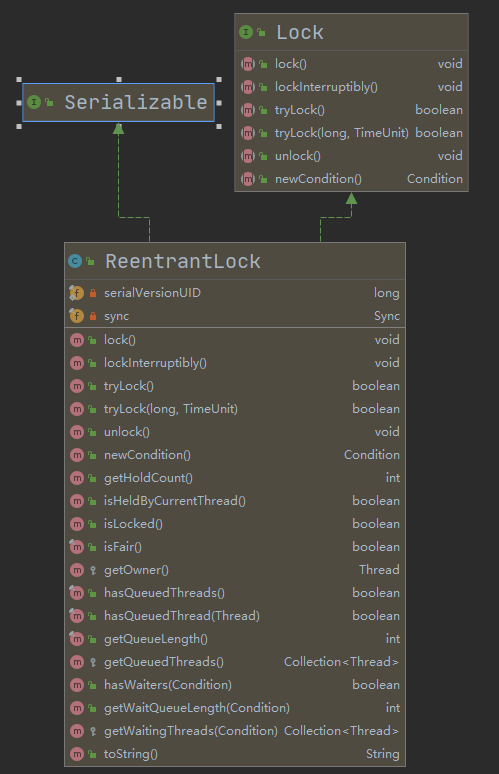 Lock
lock() void
lockInterruptibly() void
tryLock() boolean
tryLock(long, TimeUnit) boolean
unlock() void
newCondition() Condition
Serializable
ReentrantLock
serialVersionUID long
sync Sync
lock() void
lockInterruptibly() void
tryLock() boolean
tryLock(long, TimeUnit) boolean
unlock() void
newCondition() Condition
getHoldCount() int
isHeldByCurrentThread() boolean
isLocked() boolean
isFair() boolean
getOwner() Thread
hasQueuedThreads() boolean
hasQueuedThread(Thread) boolean
getQueueLength() int
getQueuedThreads() Collection<Thread>
hasWaiters(Condition) boolean
getWaitQueueLength(Condition) int
getWaitingThreads(Condition) Collection<Thread>
toString() String